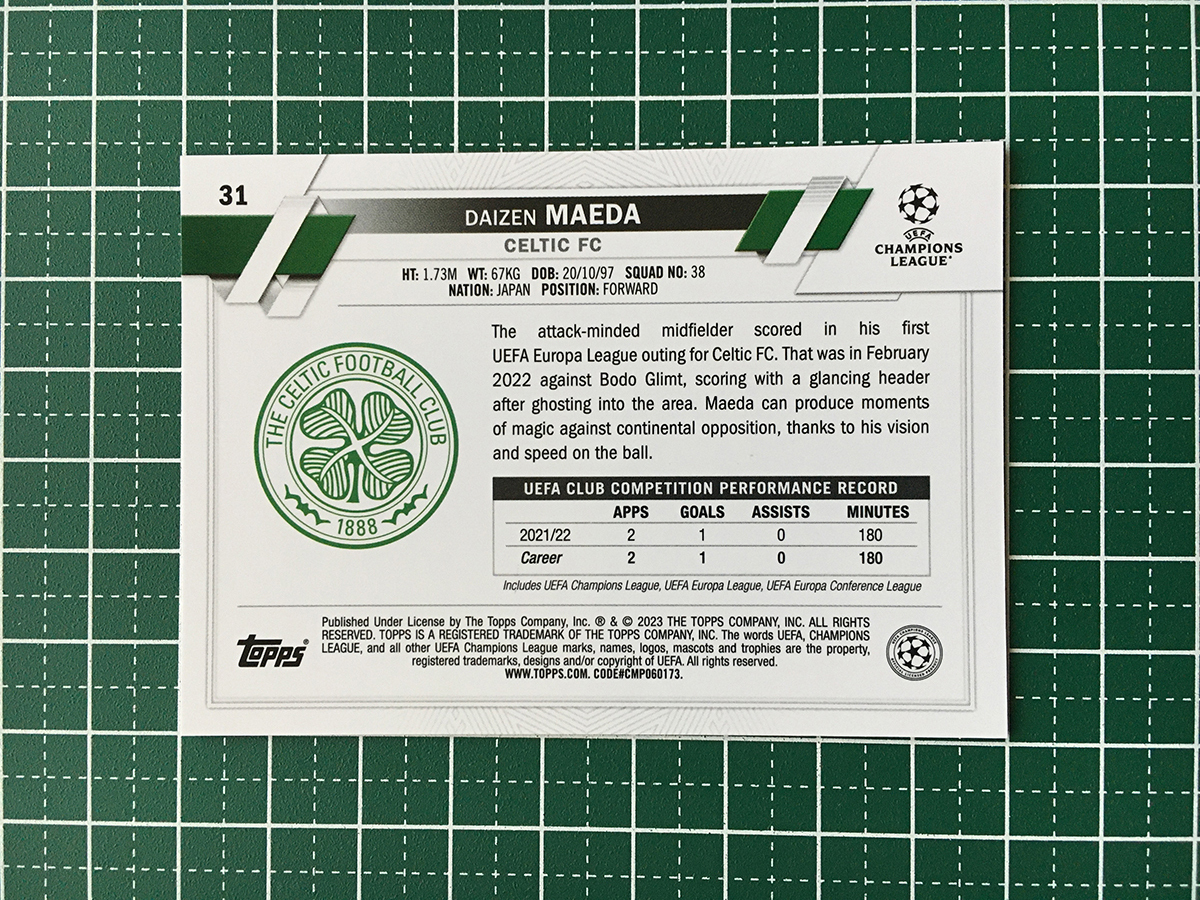 31
DAIZEN MAEDA
CELTIC FC
HT: 1.73M WT: 67KG DOB: 20/10/97 SQUAD NO: 38
NATION: JAPAN POSITION: FORWARD
UEFA
CHAMPIONS
LEAGUE®
THE CELTIC FOOTBALL CLUB
1888
The attack-minded midfielder scored in his first
UEFA Europa League outing for Celtic FC. That was in February
2022 against Bodo Glimt, scoring with a glancing header
after ghosting into the area. Maeda can produce moments
of magic against continental opposition, thanks to his vision
and speed on the ball.
UEFA CLUB COMPETITION PERFORMANCE RECORD
APPS GOALS ASSISTS MINUTES
2021/22 2 1 0 180
Career 2 1 0 180
Includes UEFA Champions League, UEFA Europa League, UEFA Europa Conference League
Topps®
Published Under License by The Topps Company, Inc. ® & © 2023 THE TOPPS COMPANY, INC. ALL RIGHTS
RESERVED. TOPPS IS A REGISTERED TRADEMARK OF THE TOPPS COMPANY, INC. The words UEFA, CHAMPIONS
LEAGUE, and all other UEFA Champions League marks, names, logos, mascots and trophies are the property,
registered trademarks, designs and/or copyright of UEFA. All rights reserved.
WWW.TOPPS.COM. CODE#CMP060173.